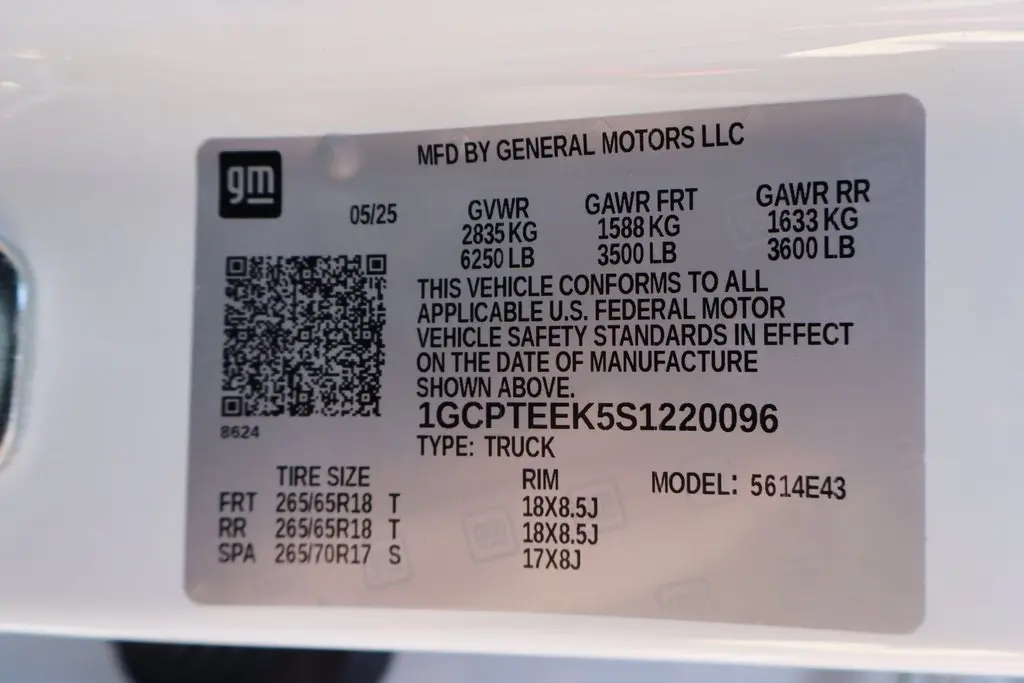 MFD BY GENERAL MOTORS LLC
gm
05/25
GVWR GAWR FRT GAWR RR
2835 KG 1588 KG 1633 KG
6250 LB 3500 LB 3600 LB
THIS VEHICLE CONFORMS TO ALL
APPLICABLE U.S. FEDERAL MOTOR
VEHICLE SAFETY STANDARDS IN EFFECT
ON THE DATE OF MANUFACTURE
SHOWN ABOVE.
1GCPTEEK5S1220096
8624
TYPE: TRUCK
TIRE SIZE RIM MODEL: 5614E43
FRT 265/65R18 T 18X8.5J
RR 265/65R18 T 18X8.5J
SPA 265/70R17 S 17X8J